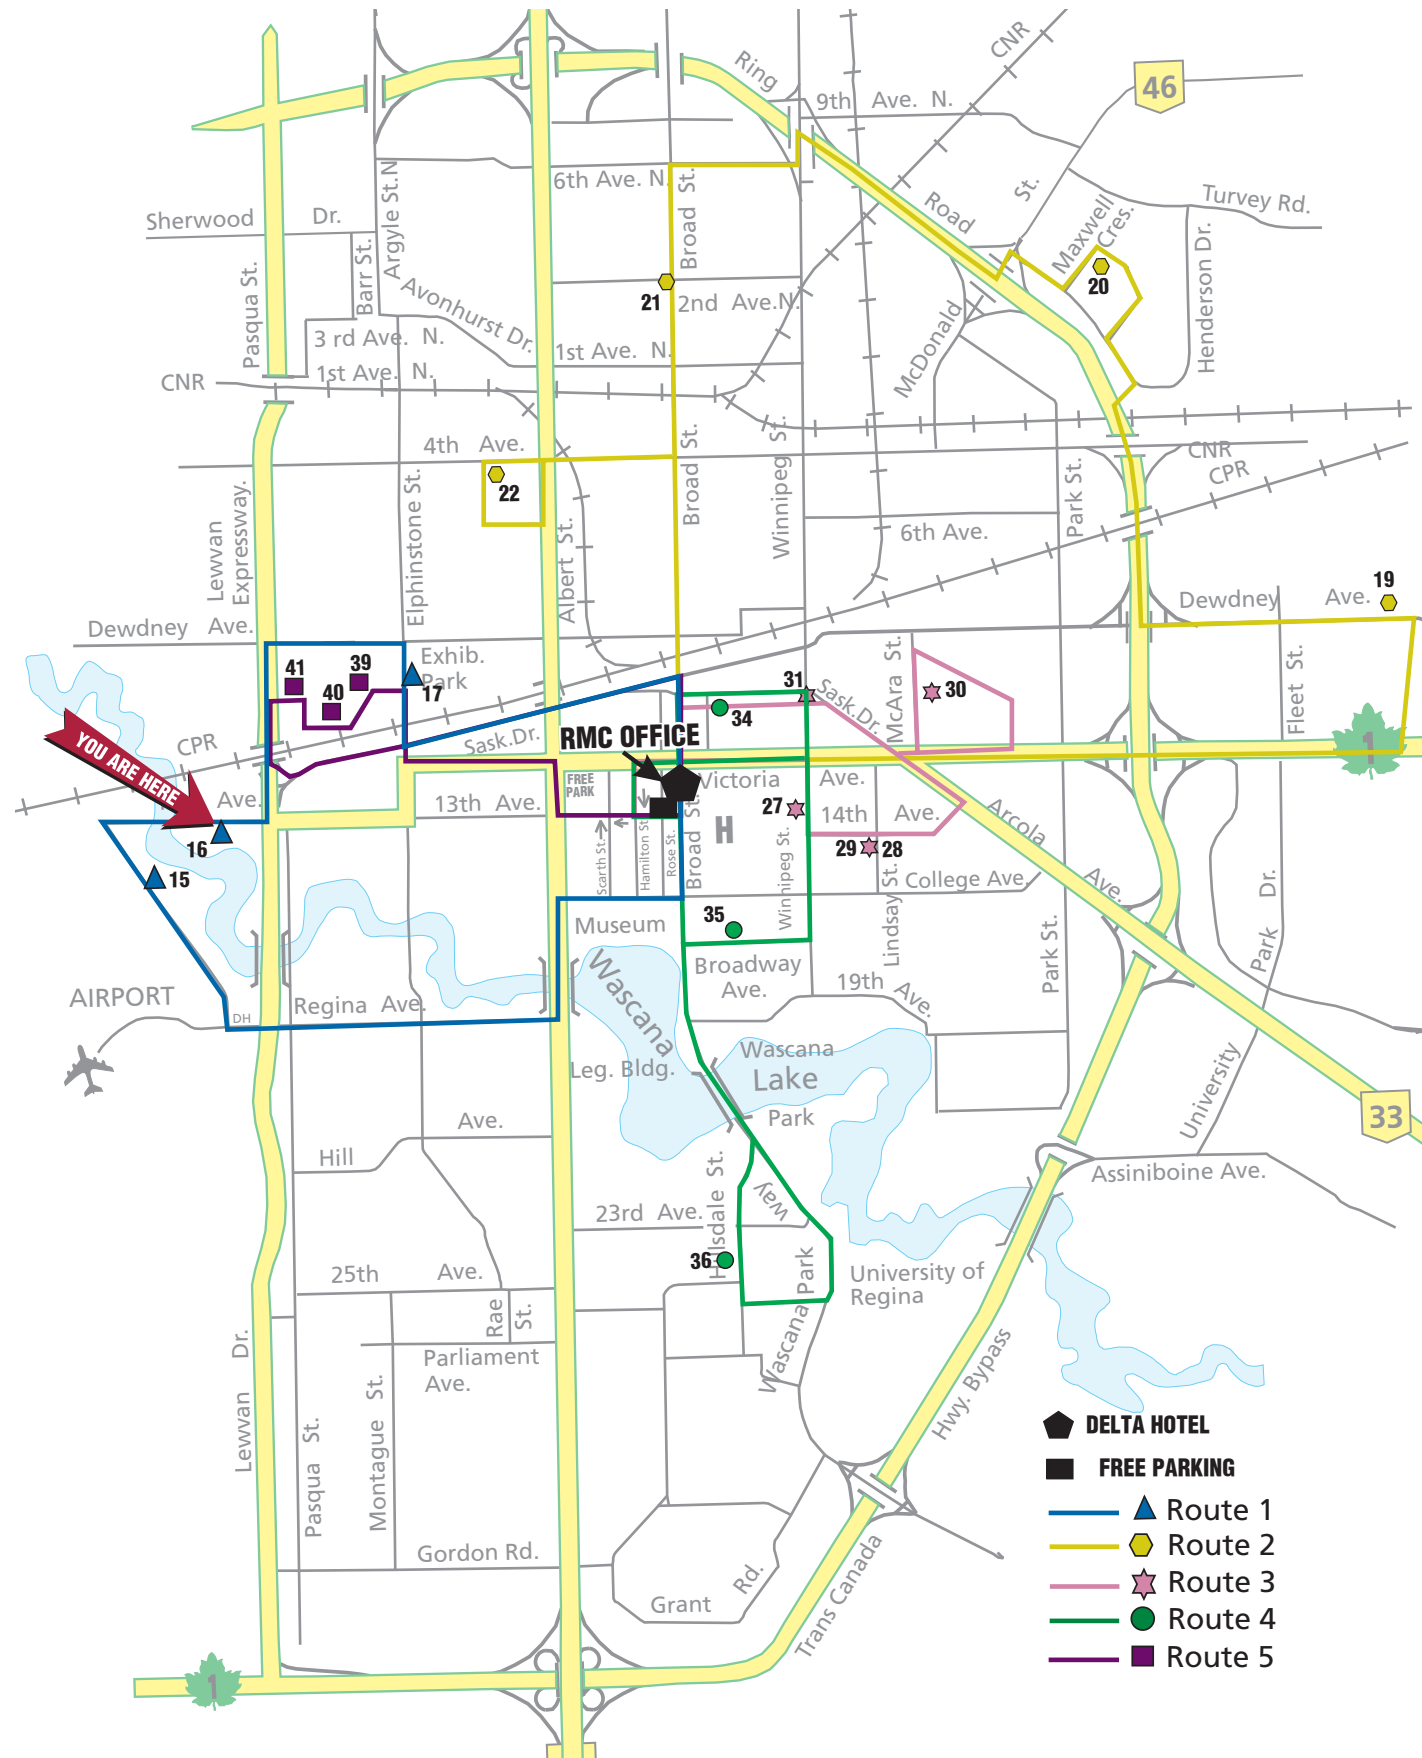 CNR
Ring
46
9th Ave. N.
6th Ave. N.
Argyle St.N
Broad St.
St.
Turvey Rd.
Maxwell
Cres.
Sherwood Dr.
Road
Pasqua St.
Barr St.
Henderson Dr.
20
Avonhurst Dr.
21
2nd Ave.N.
3 rd Ave. N.
1st Ave. N.
McDonald
CNR
1st Ave. N.
4th Ave.
Broad St.
Winnipeg St.
CNR
CPR
Park St.
22
Elphinstone St.
6th Ave.
Lewvan
Expressway.
Albert St.
19
Dewdney Ave.
Dewdney Ave.
Exhib.
Park
41
39
40
17
McAra St.
Fleet St.
31
Sask.Dr.
30
34
YOU ARE HERE
CPR
Sask.Dr.
RMC OFFICE
1
FREE
PARK
Victoria Ave.
Ave.
13th Ave.
27
14th Ave.
Arcola Ave.
16
H
29
28
15
Scarth St.
Hamilton St.
Rose St.
Broad St.
Winnipeg St.
Lindsay St.
College Ave
Park Dr.
35
Museum
Park St.
Wascana
Broadway
Ave.
19th Ave.
AIRPORT
DH
Regina Ave.
Leg. Bldg.
Wascana
Lake
Park
University
33
Hill Ave.
Assiniboine Ave.
Hillsdale St.
Way
23rd Ave.
36
25th Ave.
Wascana Park
University of
Regina
Rae St.
Lewvan Dr.
Parliament
Ave.
Hwy. Bypass
Pasqua St.
Montague St.
DELTA HOTEL
FREE PARKING
Route 1
Route 2
Route 3
Route 4
Route 5
Gordon Rd.
Grant Rd.
Trans Canada
1